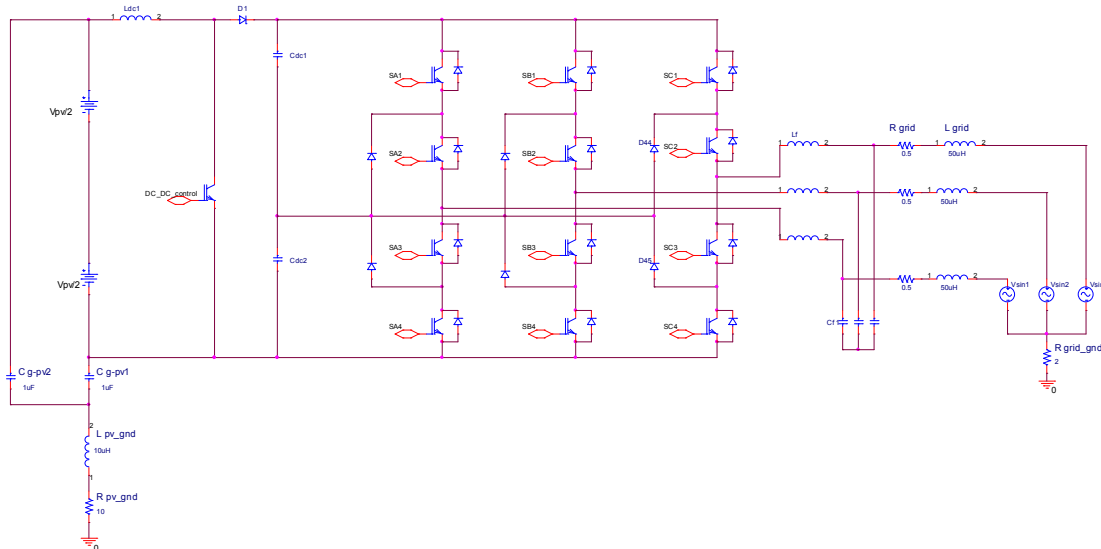 Ldc1
1
2
D1
Cdc1
SA1
SB1
SC1
Vpv/2
SA2
SB2
D44
SC2
Lf
1
2
R grid
0.5
L grid
1
2
50uH
DC_DC_control
2
0.5
1
2
50uH
Cdc2
SA3
SB3
D45
SC3
1
2
Vpv/2
0.5
1
2
50uH
Vsin1
Vsin2
Vsi
SA4
SB4
SC4
Cf1
R grid_gnd
2
0
C g-pv2
1uF
C g-pv1
1uF
2
L pv_gnd
10uH
1
R pv_gnd
10
0